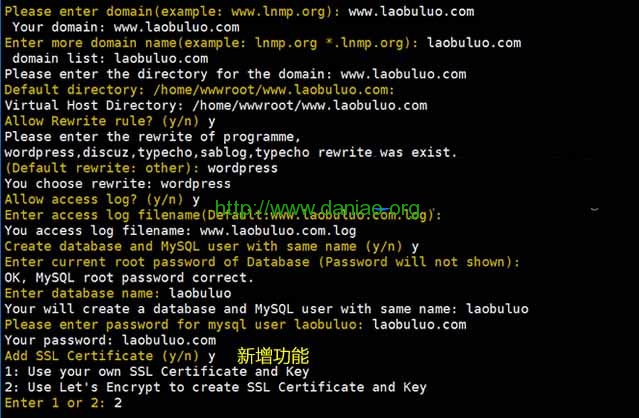 Please enter domain(example: www.lnmp.org): www.laobuluo.com
Your domain: www.laobuluo.com
Enter more domain name(example: lnmp.org *.lnmp.org): laobuluo.com
domain list: laobuluo.com
Please enter the directory for the domain: www.laobuluo.com
Default directory: /home/wwwroot/www.laobuluo.com:
Virtual Host Directory: /home/wwwroot/www.laobuluo.com
Allow Rewrite rule? (y/n) y
Please enter the rewrite of programme,
wordpress,discuz,typecho,sablog,typecho rewrite was exist.
(Default rewrite: other): wordpress
You choose rewrite: wordpress
Allow access log? (y/n) y
http://www.daniao.org
Enter access log filename(Default:www.laobuluo.com.log):
You access log filename: www.laobuluo.com.log
Create database and MySQL user with same name (y/n) y
Enter current root password of Database (Password will not shown):
OK, MySQL root password correct.
Enter database name: laobuluo
Your will create a database and MySQL user with same name: laobuluo
Please enter password for mysql user laobuluo: laobuluo.com
Your password: laobuluo.com
Add SSL Certificate (y/n) y 新增功能
1: Use your own SSL Certificate and Key
2: Use Let's Encrypt to create SSL Certificate and Key
Enter 1 or 2: 2